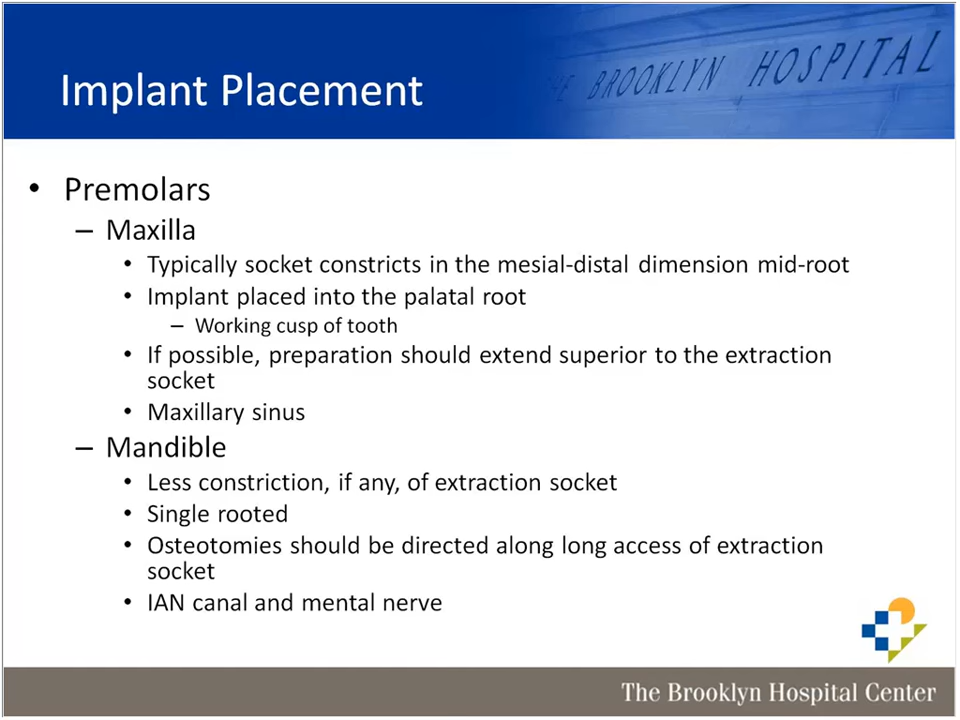 THE BROOKLYN HOSPITAL
Implant Placement
• Premolars
– Maxilla
• Typically socket constricts in the mesial-distal dimension mid-root
• Implant placed into the palatal root
– Working cusp of tooth
• If possible, preparation should extend superior to the extraction
socket
• Maxillary sinus
– Mandible
• Less constriction, if any, of extraction socket
• Single rooted
• Osteotomies should be directed along long access of extraction
socket
• IAN canal and mental nerve
The Brooklyn Hospital Center